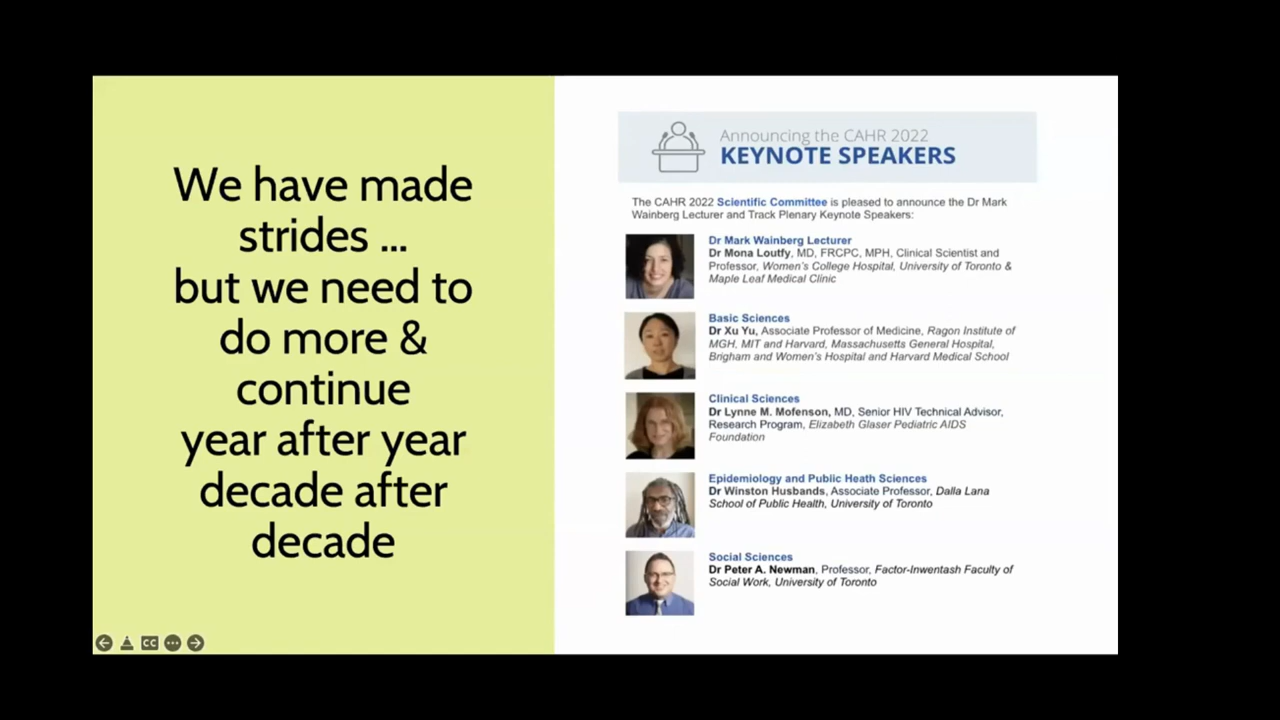 We have made
strides ...
but we need to
do more &
continue
year after year
decade after
decade
CC
Announcing the CAHR 2022
KEYNOTE SPEAKERS
The CAHR 2022 Scientific Committee is pleased to announce the Dr Mark
Wainberg Lecturer and Track Plenary Keynote Speakers:
Dr Mark Wainberg Lecturer
Dr Mona Loutfy, MD, FRCPC, MPH, Clinical Scientist and
Professor, Women's College Hospital, University of Toronto &
Maple Leaf Medical Clinic
Basic Sciences
Dr Xu Yu, Associate Professor of Medicine, Ragon Institute of
MGH, MIT and Harvard, Massachusetts General Hospital,
Brigham and Women's Hospital and Harvard Medical School
Clinical Sciences
Dr Lynne M. Mofenson, MD, Senior HIV Technical Advisor,
Research Program, Elizabeth Glaser Pediatric AIDS
Foundation
Epidemiology and Public Heath Sciences
Dr Winston Husbands, Associate Professor, Dalla Lana
School of Public Health, University of Toronto
Social Sciences
Dr Peter A. Newman, Professor, Factor-Inwentash Faculty of
Social Work, University of Toronto